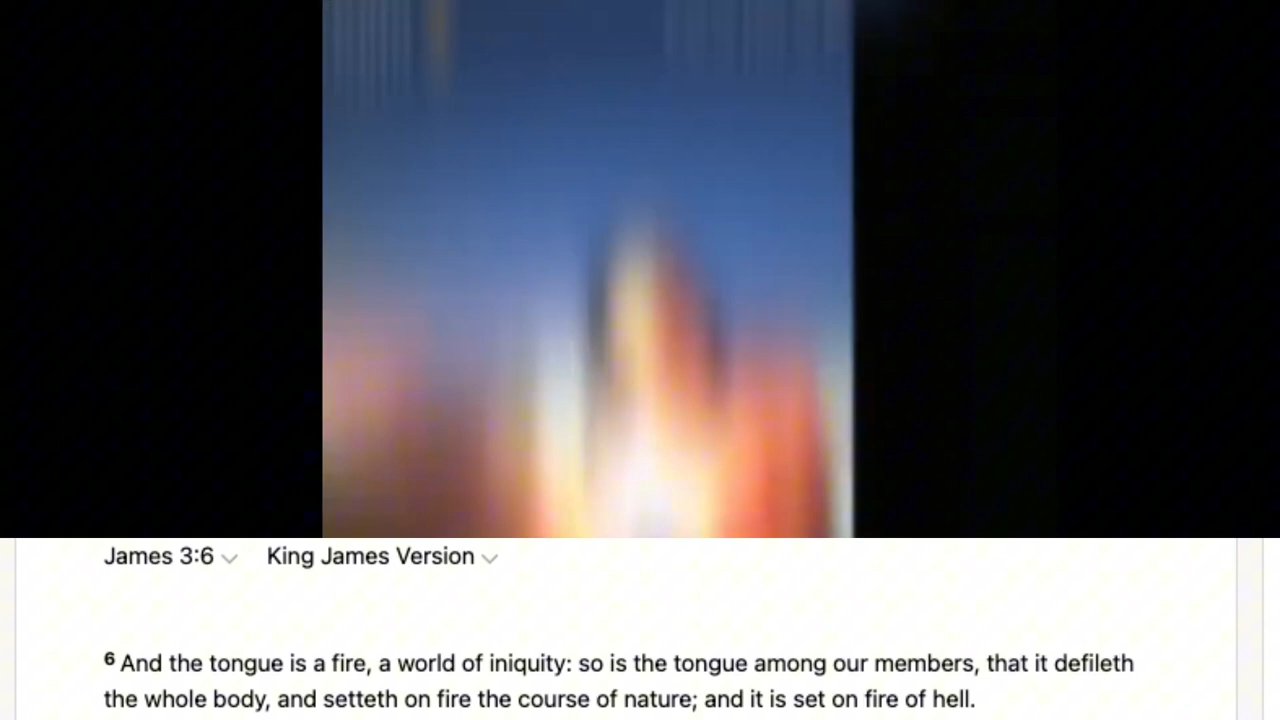 James 3:6 King James Version
6 And the tongue is a fire, a world of iniquity: so is the tongue among our members, that it defileth
the whole body, and setteth on fire the course of nature; and it is set on fire of hell.